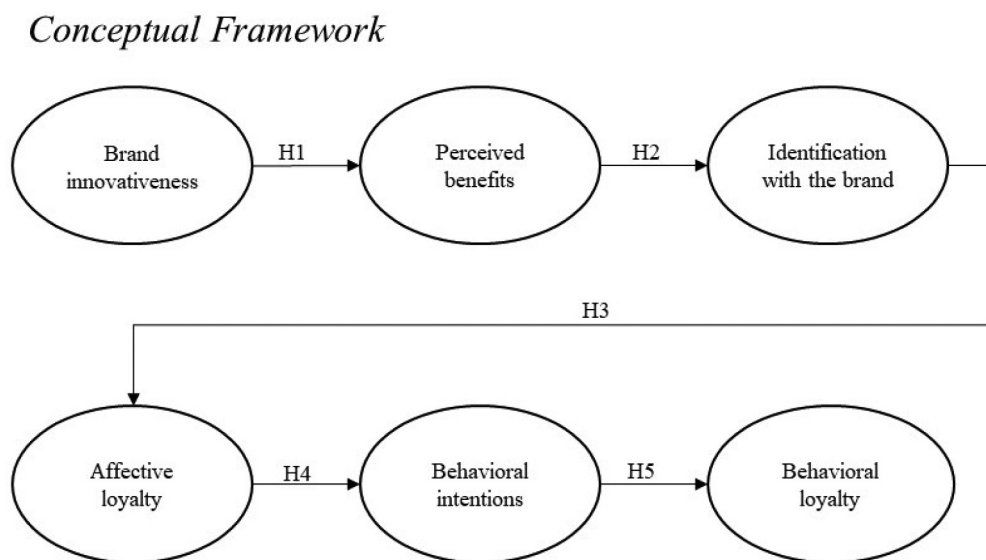 Conceptual Framework
Brand
innovativeness
H1
Perceived
benefits
H2
Identification
with the brand
H3
Affective
loyalty
H4
Behavioral
intentions
H5
Behavioral
loyalty